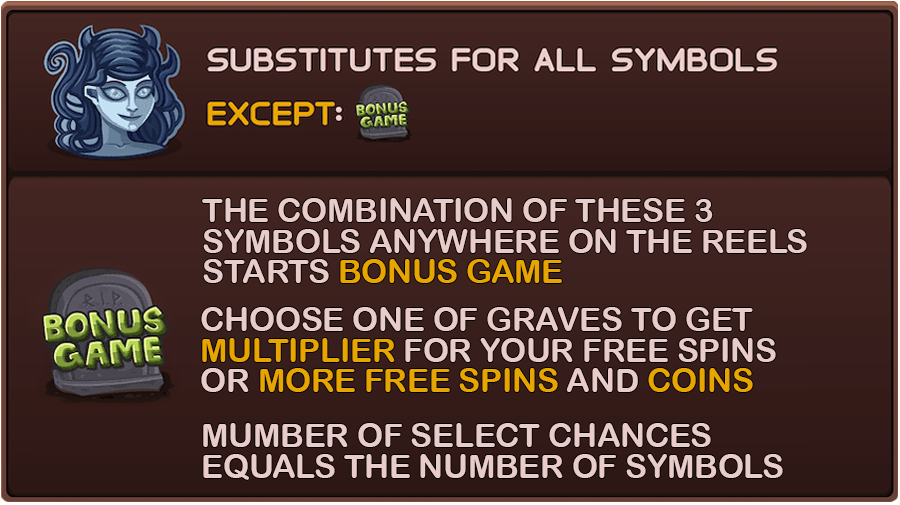 SUBSTITUTES FOR ALL SYMBOLS
EXCEPT: BONUS GAME
THE COMBINATION OF THESE 3
SYMBOLS ANYWHERE ON THE REELS
STARTS BONUS GAME
R.I.P.
BONUS
GAME
CHOOSE ONE OF GRAVES TO GET
MULTIPLIER FOR YOUR FREE SPINS
OR MORE FREE SPINS AND COINS
MUMBER OF SELECT CHANCES
EQUALS THE NUMBER OF SYMBOLS